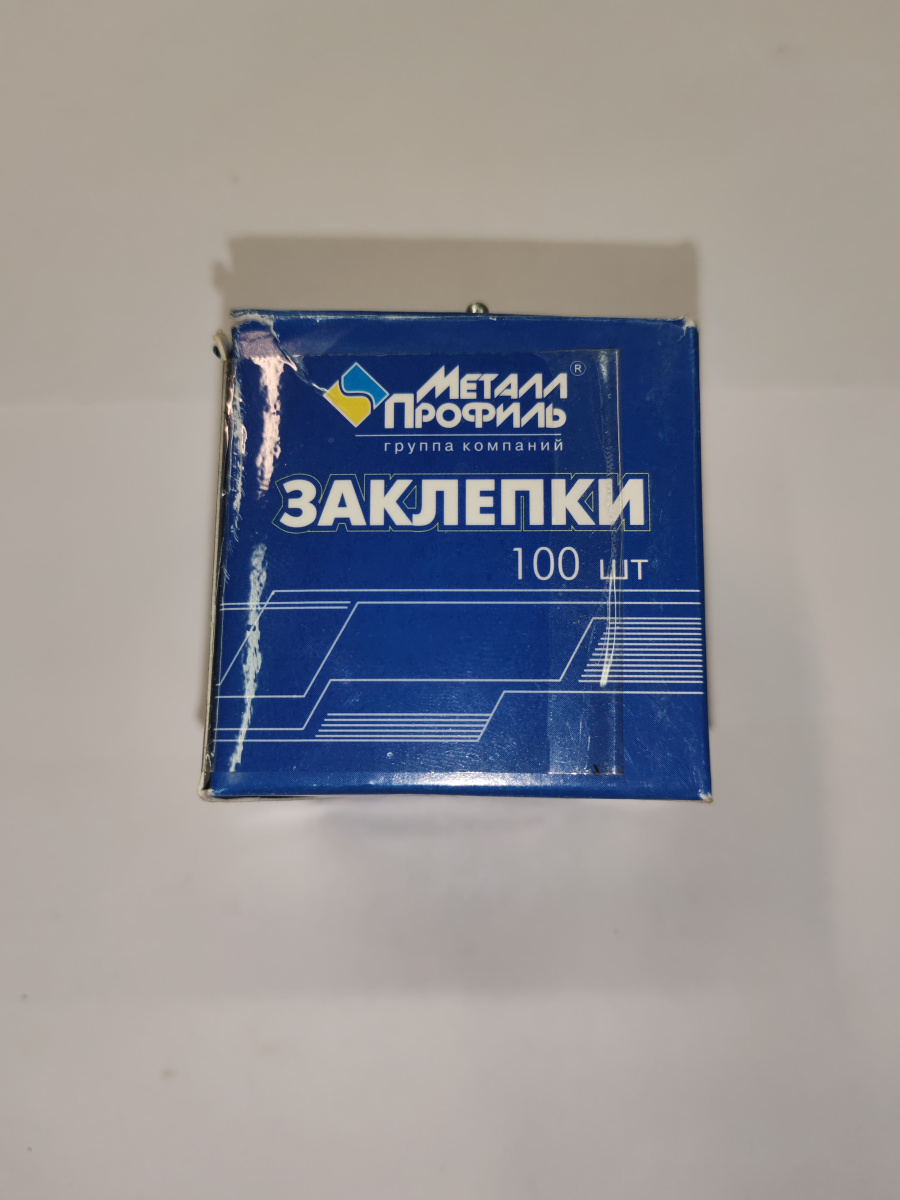 МЕТАЛЛ ®
ПРОФИЛЬ
группа компаний
ЗАКЛЕПКИ
100 шт